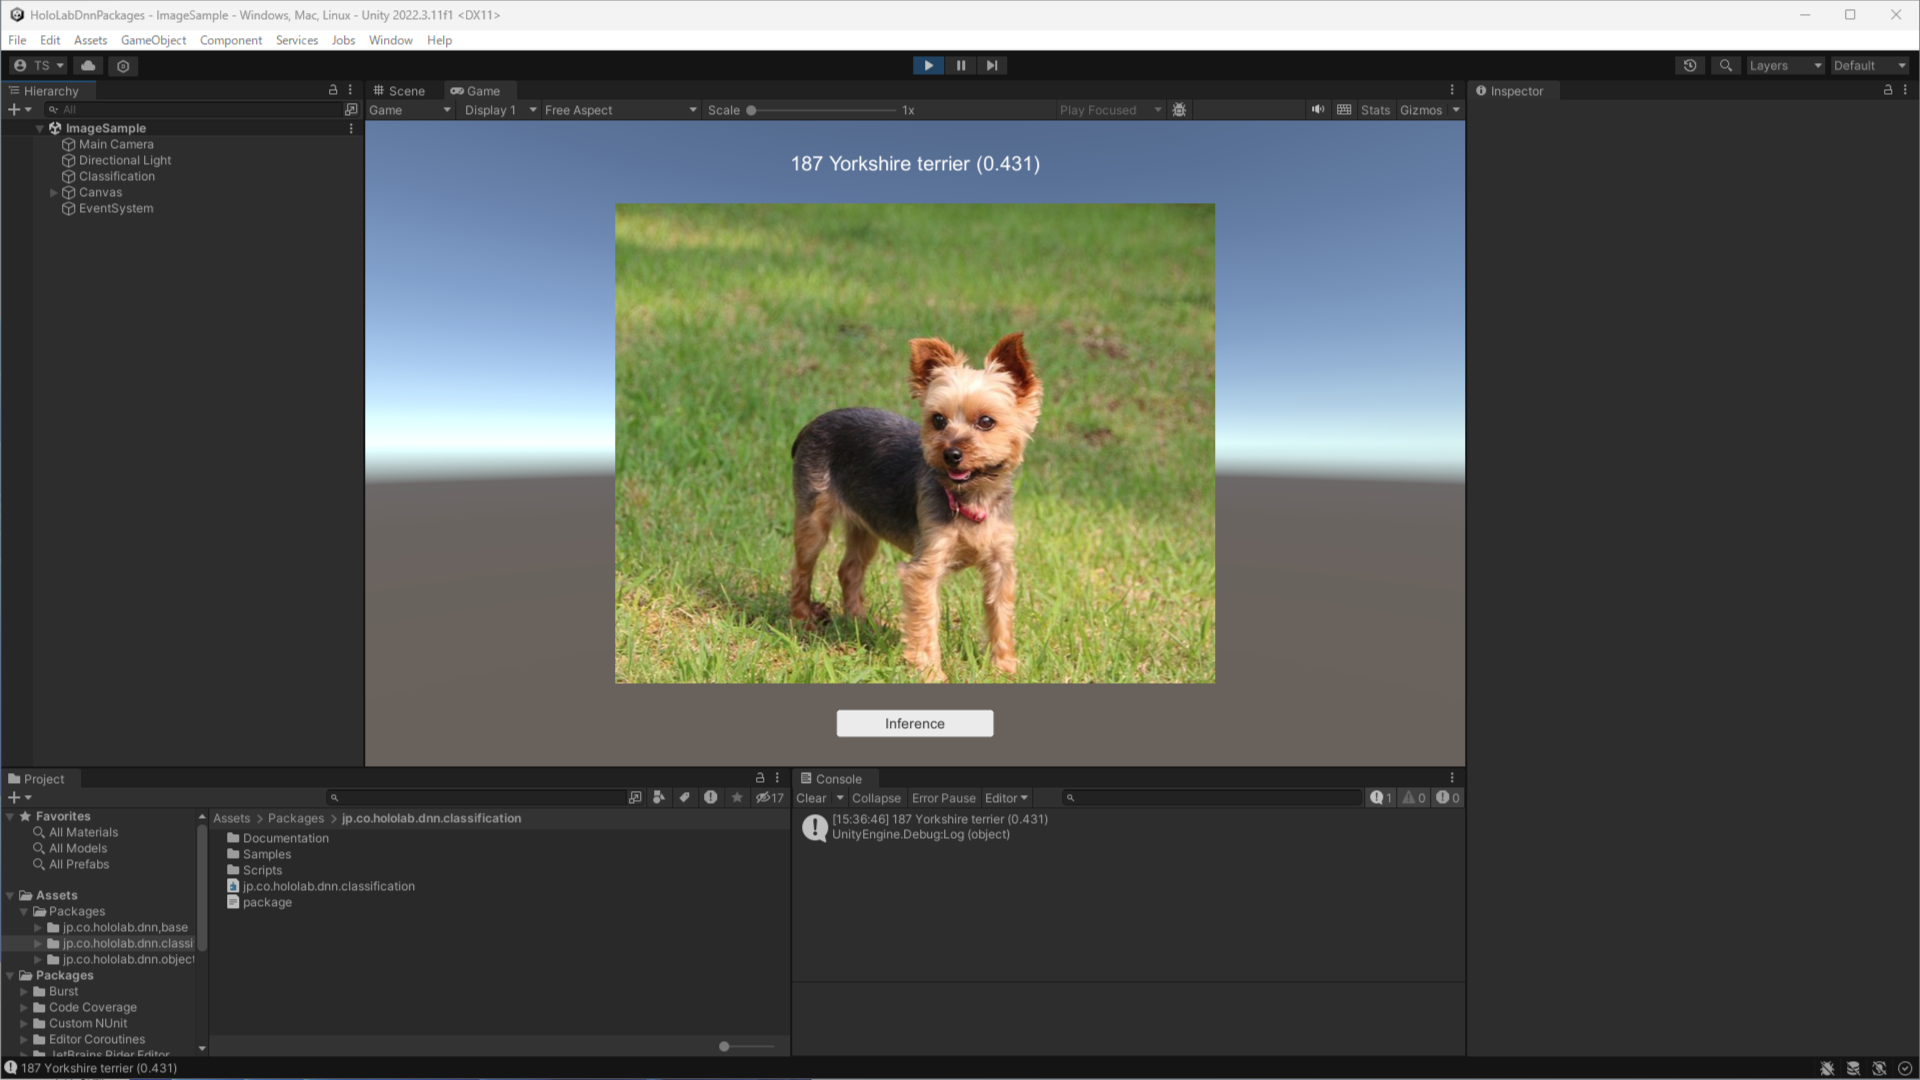 HoloLabDnnPackages - ImageSample - Windows, Mac, Linux - Unity 2022.3.11f1 <DX11>
File Edit Assets GameObject Component Services Jobs Window Help
TS
Layers
Default
Hierarchy
Scene
Game
Inspector
All
Game
Display 1
Free Aspect
Scale
1x
Play Focused
Stats
Gizmos
ImageSample
Main Camera
Directional Light
Classification
Canvas
EventSystem
187 Yorkshire terrier (0.431)
Inference
Project
17
Favorites
All Materials
All Models
All Prefabs
Assets
Packages
jp.co.hololab.dnn,base
jp.co.hololab.dnn.classi
jp.co.hololab.dnn.object
Packages
Burst
Code Coverage
Custom NUnit
Editor Coroutines
JetBrains Rider Editor
Assets > Packages > jp.co.hololab.dnn.classification
Documentation
Samples
Scripts
jp.co.hololab.dnn.classification
package
Console
Clear
Collapse
Error Pause
Editor
1
0
0
[15:36:46] 187 Yorkshire terrier (0.431)
UnityEngine.Debug:Log (object)
187 Yorkshire terrier (0.431)